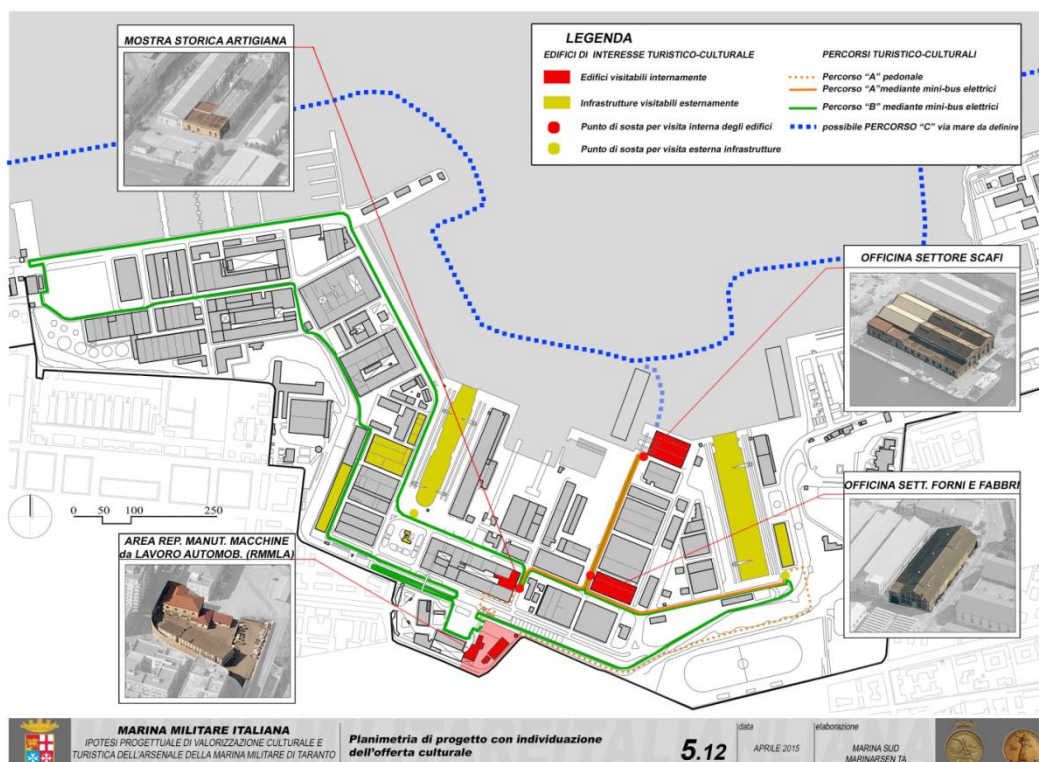 MOSTRA STORICA ARTIGIANA
LEGENDA
EDIFICI DI INTERESSE TURISTICO-CULTURALE
Edifici visitabili internamente
Infrastrutture visitabili esternamente
Punto di sosta per visita interna degli edifici
Punto di sosta per visita esterna infrastrutture
PERCORSI TURISTICO-CULTURALI
Percorso "A" pedonale
Percorso "A"mediante mini-bus elettrici
Percorso "B" mediante mini-bus elettrici
possibile PERCORSO "C" via mare da definire
OFFICINA SETTORE SCAFI
OFFICINA SETT. FORNI E FABBRI
0 50 100 250
AREA REP. MANUT. MACCHINE
da LAVORO AUTOMOB. (RMMLA)
MARINA MILITARE ITALIANA
IPOTESI PROGETTUALE DI VALORIZZAZIONE CULTURALE E
TURISTICA DELL'ARSENALE DELLA MARINA MILITARE DI TARANTO
Planimetria di progetto con individuazione
dell'offerta culturale
5.12
data
APRILE 2015
elaborazione
MARINA SUD
MARINARSEN TA